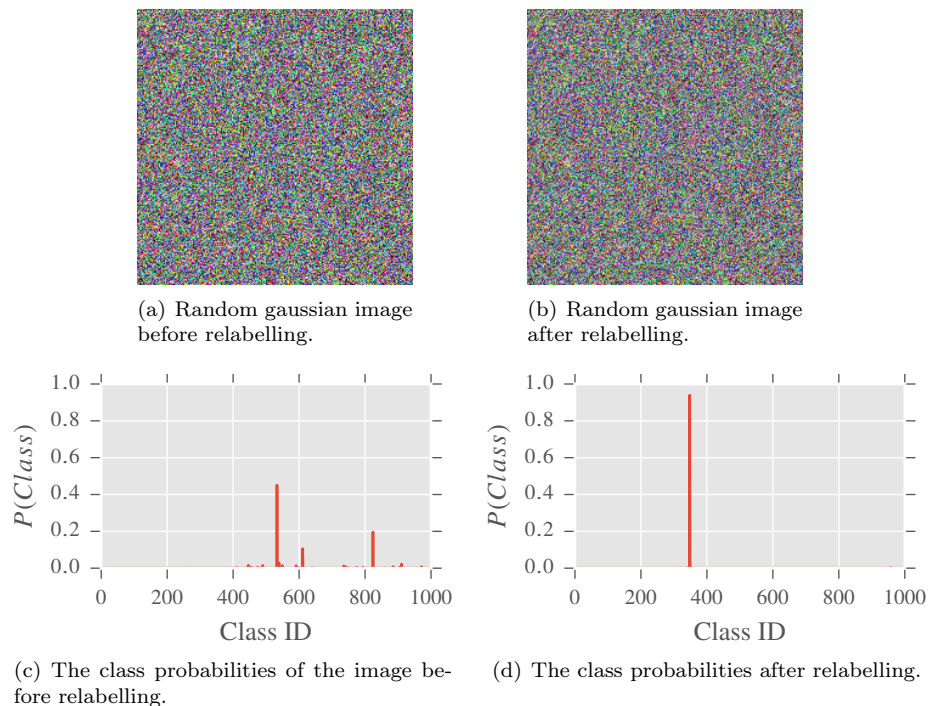 (a) Random gaussian image
before relabelling.
(b) Random gaussian image
after relabelling.
1.0
0.8
0.6
0.4
0.2
0.0
P(Class)
0 200 400 600 800 1000
Class ID
(c) The class probabilities of the image be-
fore relabelling.
1.0
0.8
0.6
0.4
0.2
0.0
P(Class)
0 200 400 600 800 1000
Class ID
(d) The class probabilities after relabelling.